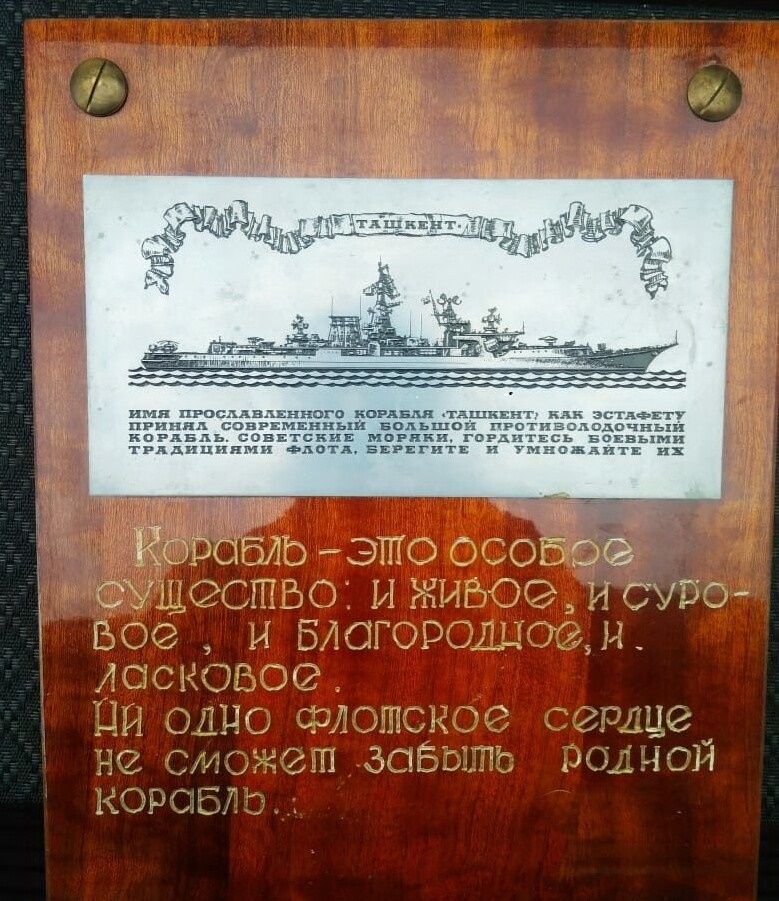 ТАШКЕНТ
ИМЯ ПРОСЛАВЛЕННОГО КОРАБЛЯ «ТАШКЕНТ» КАК ЭСТАФЕТУ
ПРИНЯЛ СОВРЕМЕННЫЙ БОЛЬШОЙ ПРОТИВОЛОДОЧНЫЙ
КОРАБЛЬ. СОВЕТСКИЕ МОРЯКИ, ГОРДИТЕСЬ БОЕВЫМИ
ТРАДИЦИЯМИ ФЛОТА, БЕРЕГИТЕ И УМНОЖАЙТЕ ИХ
Корабль – это особое
существо: и живое, и суро-
вое, и благородное, и
ласковое.
Ни одно флотское сердце
не сможет забыть родной
корабль...